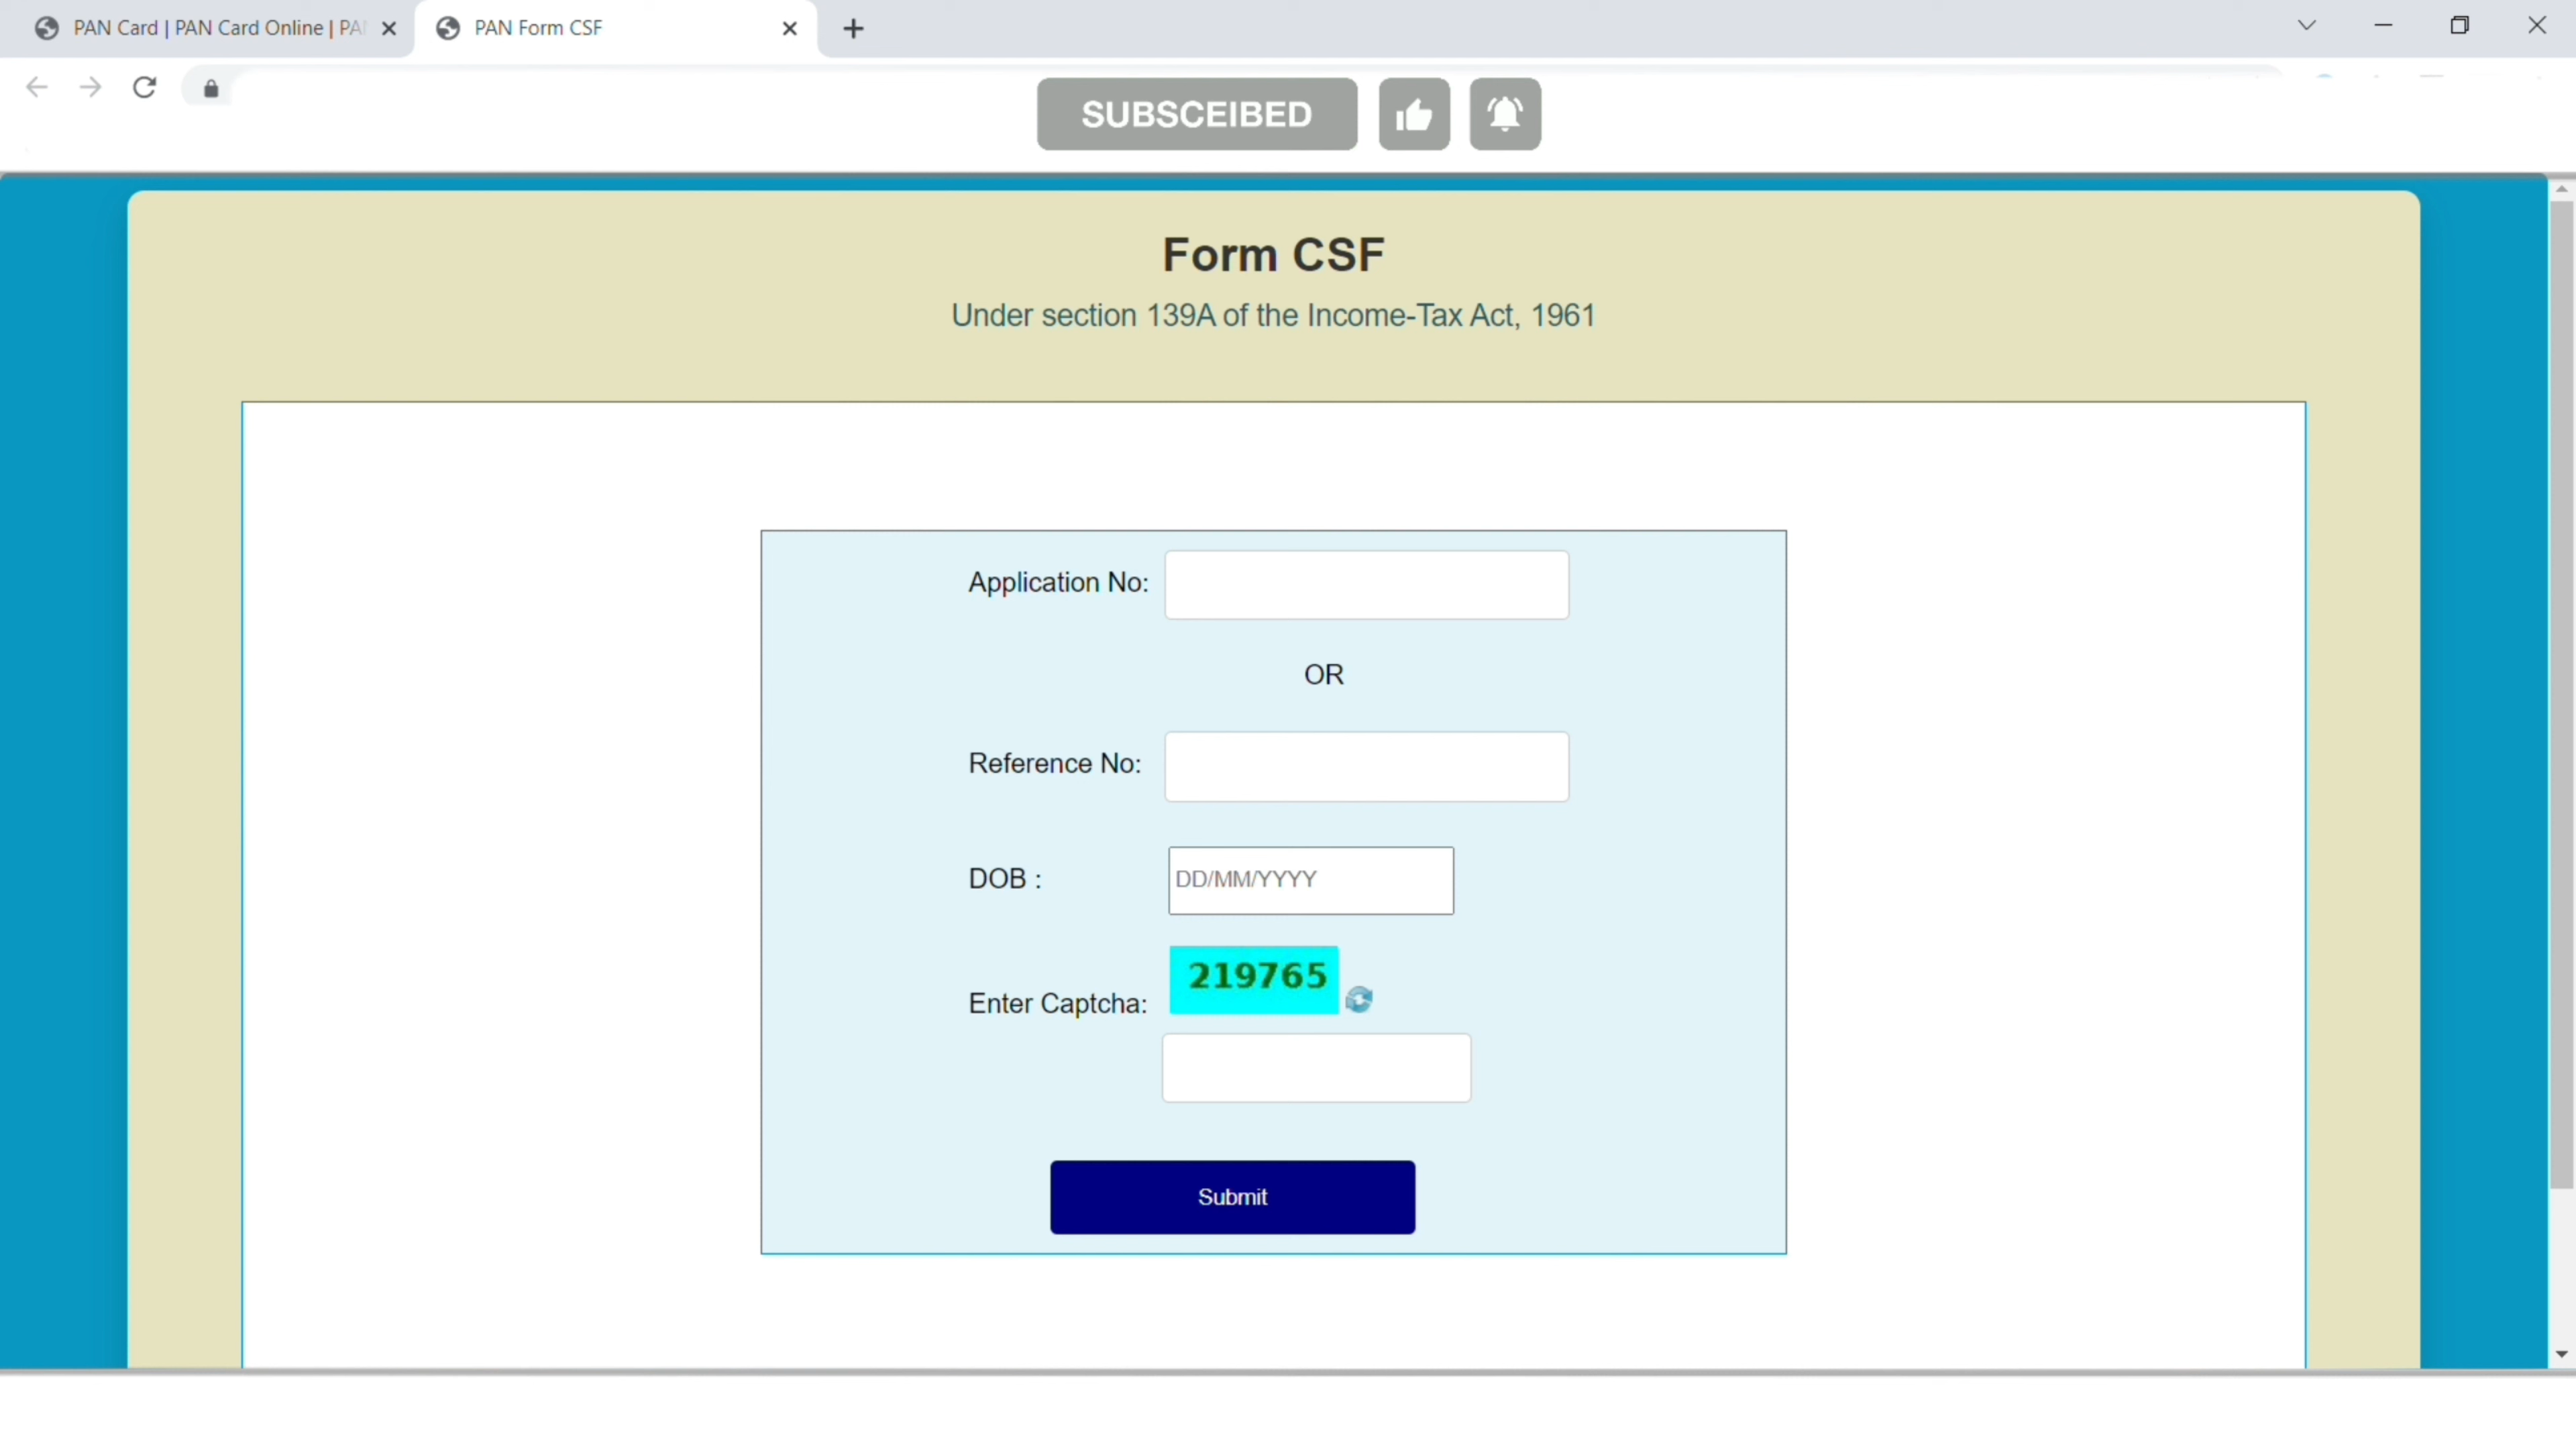 PAN Card | PAN Card Online | PAN
PAN Form CSF
SUBSCEIBED
Form CSF
Under section 139A of the Income-Tax Act, 1961
Application No:
OR
Reference No:
DOB :
DD/MM/YYYY
219765
Enter Captcha:
Submit